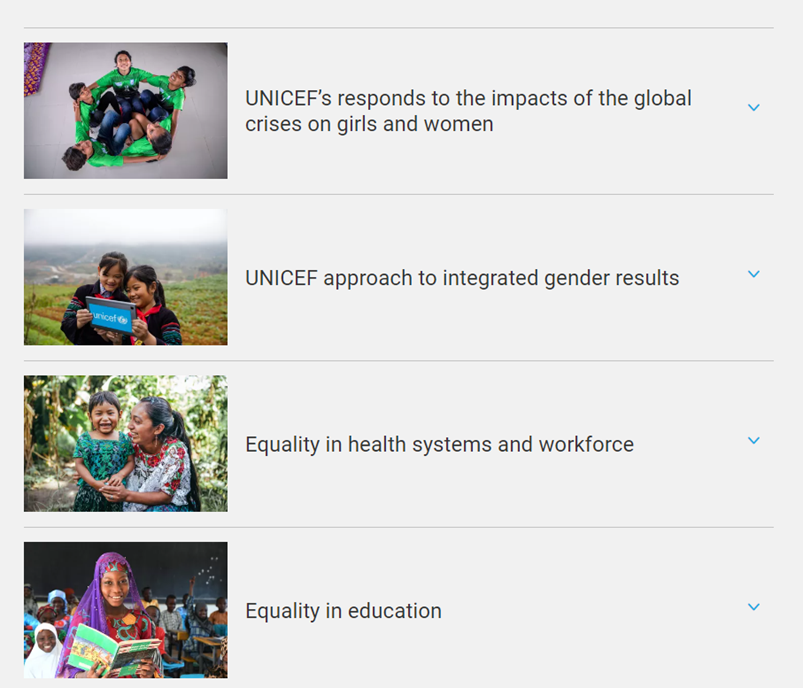 UNICEF’s responds to the impacts of the global
crises on girls and women
UNICEF approach to integrated gender results
unicef
Equality in health systems and workforce
Equality in education